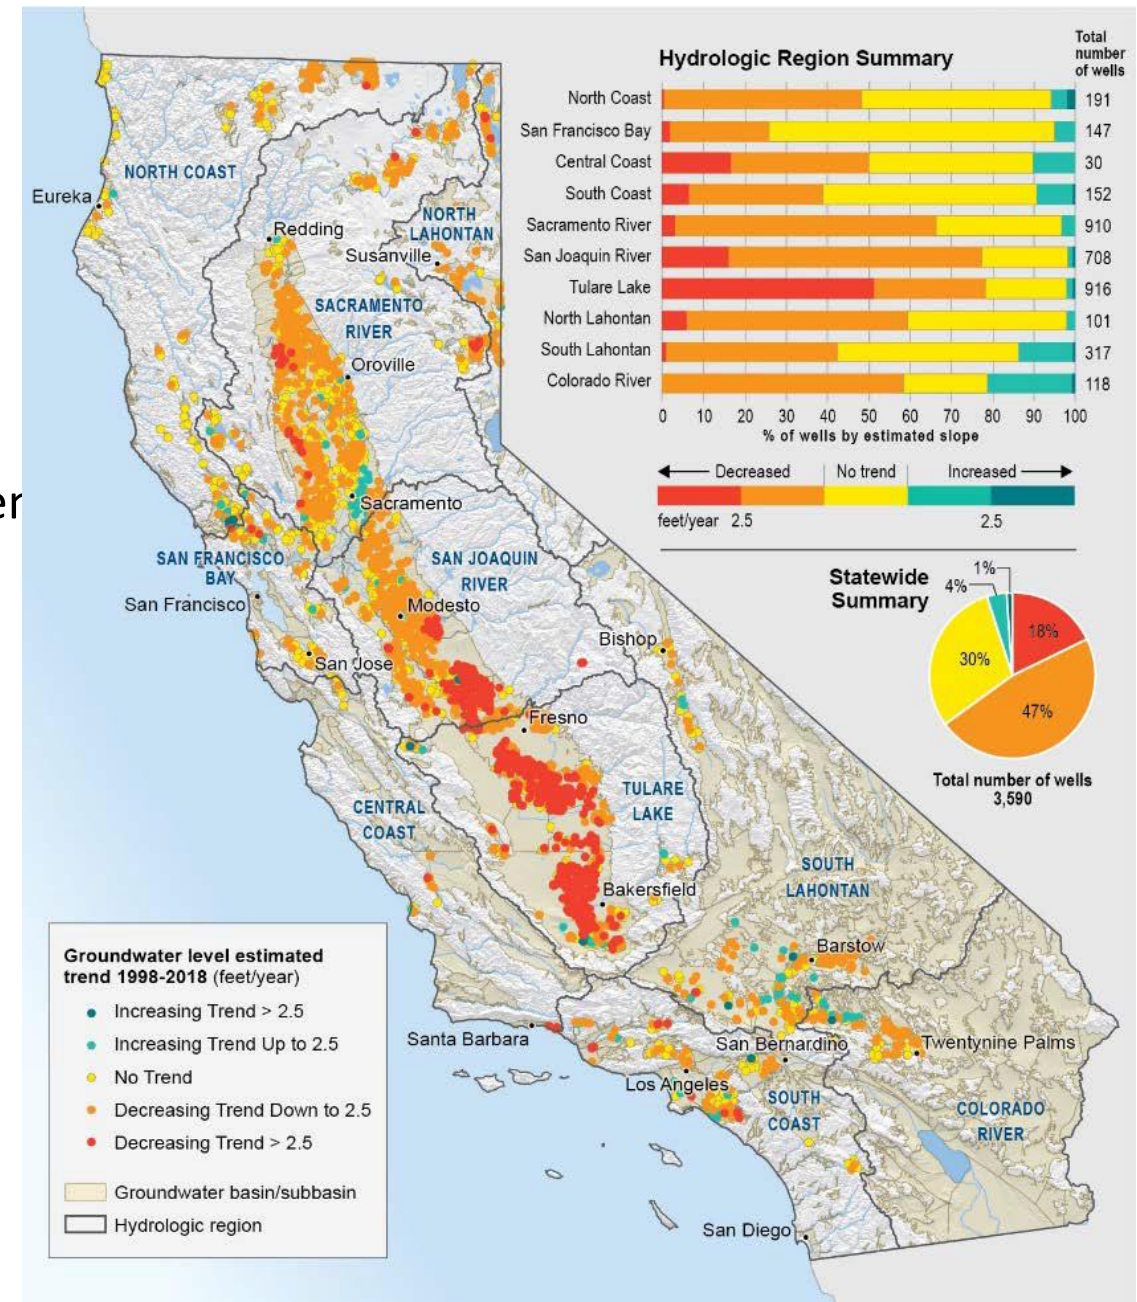 Hydrologic Region Summary
Total
number
of wells
North Coast 191
San Francisco Bay 147
Central Coast 30
South Coast 152
Sacramento River 910
San Joaquin River 708
Tulare Lake 916
North Lahontan 101
South Lahontan 317
Colorado River 118
0 10 20 30 40 50 60 70 80 90 100
% of wells by estimated slope
Decreased No trend Increased
feet/year 2.5 2.5
Statewide
Summary
1%
4%
18%
30%
47%
Total number of wells
3,590
NORTH COAST
Eureka
Redding
NORTH
LAHONTAN
Susanville
SACRAMENTO
RIVER
Oroville
er
Sacramento
SAN FRANCISCO
BAY
SAN JOAQUIN
RIVER
San Francisco
Modesto
Bishop
San Jose
Fresno
CENTRAL
COAST
TULARE
LAKE
SOUTH
LAHONTAN
Bakersfield
Barstow
Santa Barbara
San Bernardino
Twentynine Palms
Los Angeles
SOUTH
COAST
COLORADO
RIVER
San Diego
Groundwater level estimated
trend 1998-2018 (feet/year)
Increasing Trend > 2.5
Increasing Trend Up to 2.5
No Trend
Decreasing Trend Down to 2.5
Decreasing Trend > 2.5
Groundwater basin/subbasin
Hydrologic region